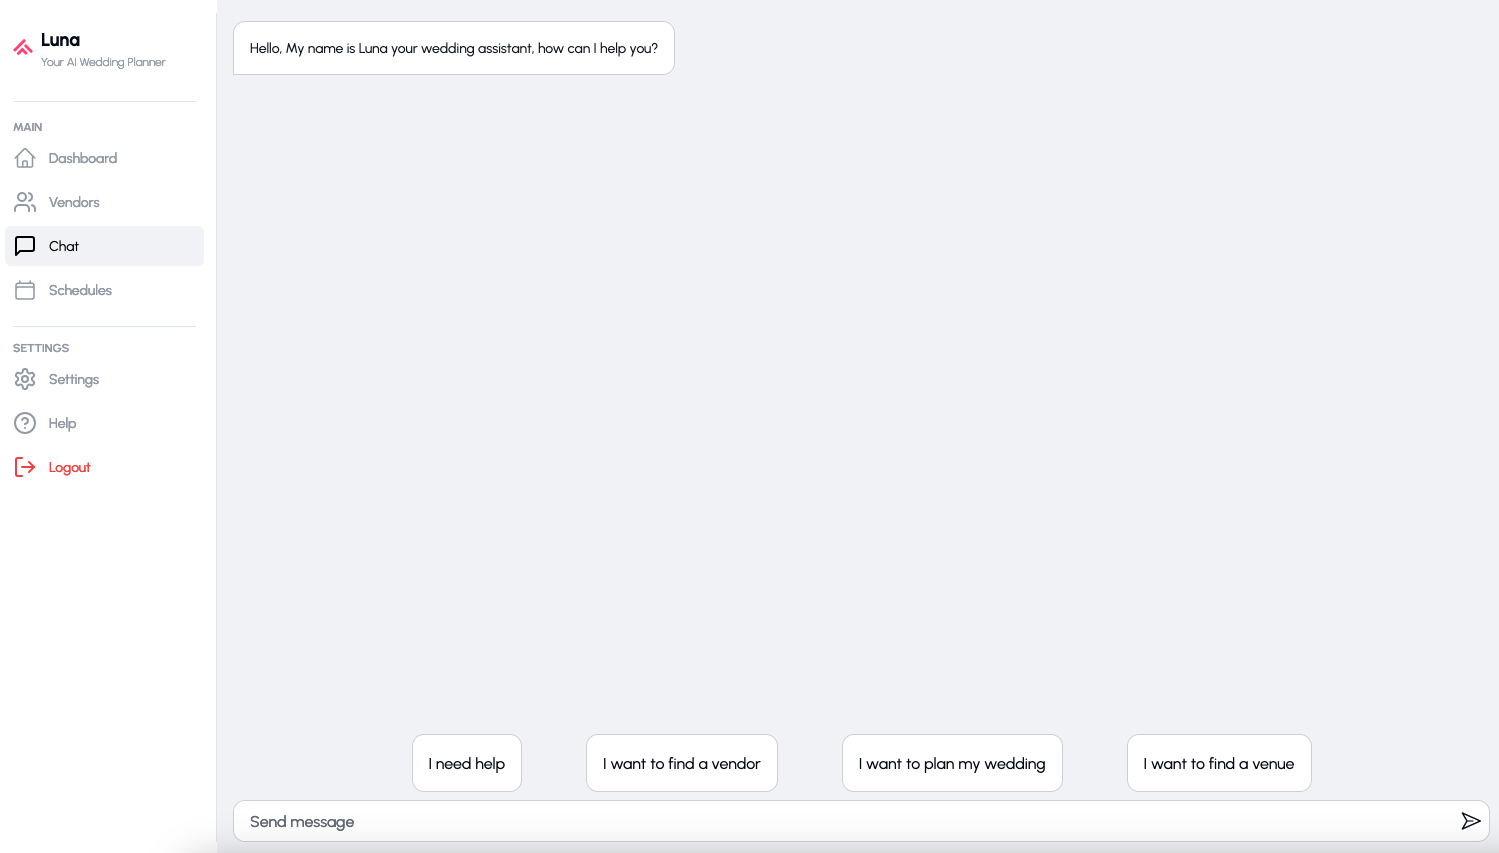 Luna
Your AI Wedding Planner
MAIN
Dashboard
Vendors
Chat
Schedules
SETTINGS
Settings
Help
Logout
Hello, My name is Luna your wedding assistant, how can I help you?
I need help
I want to find a vendor
I want to plan my wedding
I want to find a venue
Send message